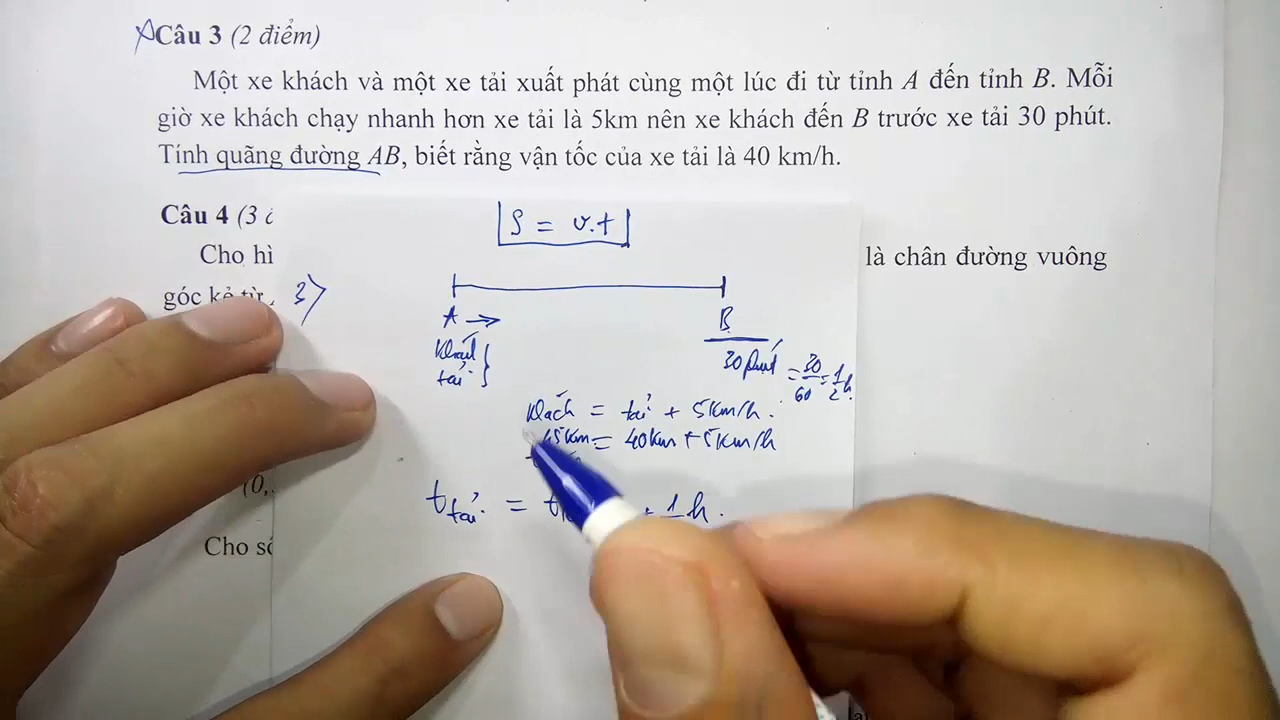 Câu 3 (2 điểm)
Một xe khách và một xe tải xuất phát cùng một lúc đi từ tỉnh A đến tỉnh B. Mỗi
giờ xe khách chạy nhanh hơn xe tải là 5km nên xe khách đến B trước xe tải 30 phút.
Tính quãng đường AB, biết rằng vận tốc của xe tải là 40 km/h.
Câu 4 (3
S = v.t
Cho hì
là chân đường vuông
góc kẻ từ
3)
A B
khách
tải
30 phút = 30/60 = 1/2 h.
khách = tải + 5km/h.
45km = 40km + 5km/h
(0,
t tải = + 1 h.
Cho số